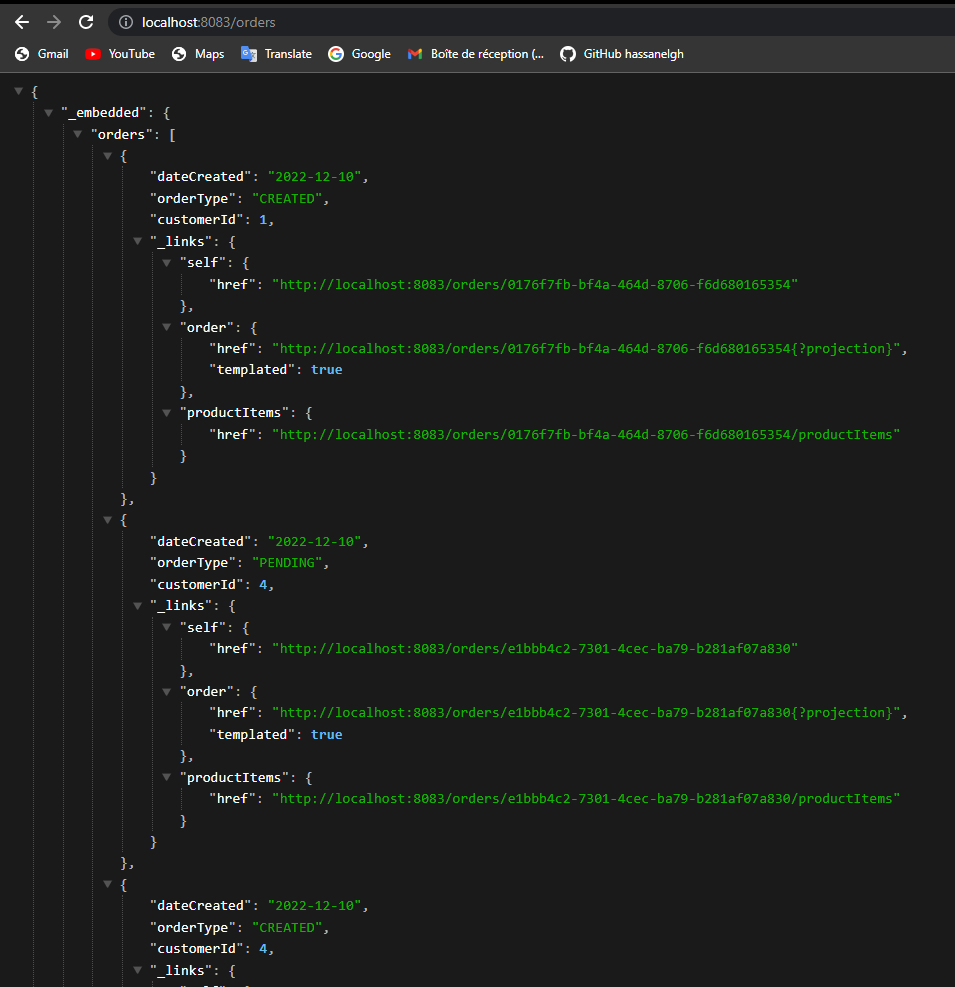 localhost:8083/orders
Gmail YouTube Maps Translate Google Boîte de réception (... GitHub hassanelgh
{
"_embedded": {
"orders": [
{
"dateCreated": "2022-12-10",
"orderType": "CREATED",
"customerId": 1,
"_links": {
"self": {
"href": "http://localhost:8083/orders/0176f7fb-bf4a-464d-8706-f6d680165354"
},
"order": {
"href": "http://localhost:8083/orders/0176f7fb-bf4a-464d-8706-f6d680165354{?projection}",
"templated": true
},
"productItems": {
"href": "http://localhost:8083/orders/0176f7fb-bf4a-464d-8706-f6d680165354/productItems"
}
}
},
{
"dateCreated": "2022-12-10",
"orderType": "PENDING",
"customerId": 4,
"_links": {
"self": {
"href": "http://localhost:8083/orders/e1bbb4c2-7301-4cec-ba79-b281af07a830"
},
"order": {
"href": "http://localhost:8083/orders/e1bbb4c2-7301-4cec-ba79-b281af07a830{?projection}",
"templated": true
},
"productItems": {
"href": "http://localhost:8083/orders/e1bbb4c2-7301-4cec-ba79-b281af07a830/productItems"
}
}
},
{
"dateCreated": "2022-12-10",
"orderType": "CREATED",
"customerId": 4,
"_links": {